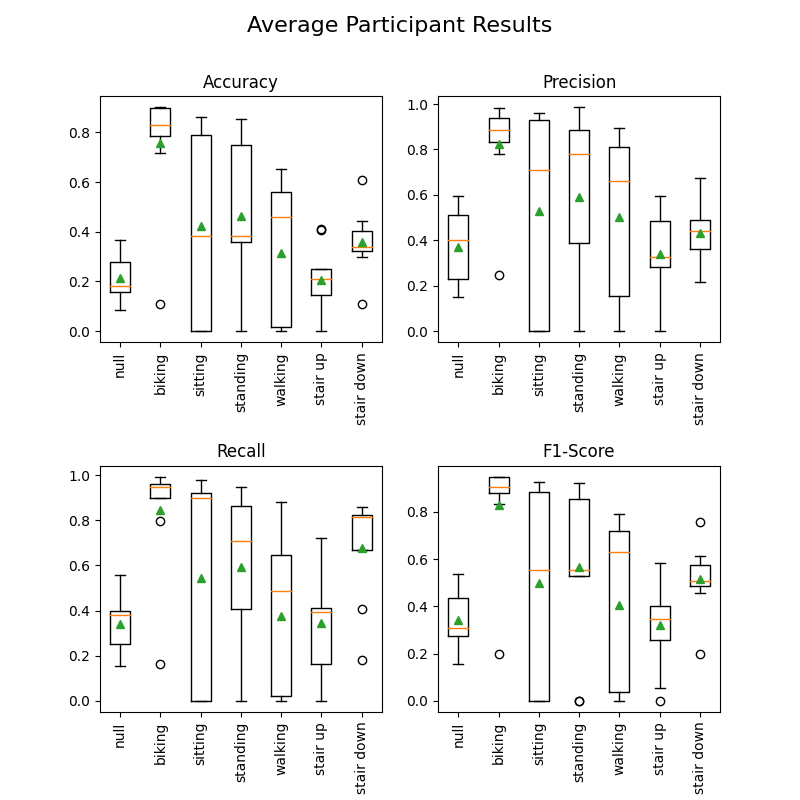 Average Participant Results
Accuracy
0.8
0.6
0.4
0.2
0.0
null
biking
sitting
standing
walking
stair up
stair down
Precision
1.0
0.8
0.6
0.4
0.2
0.0
null
biking
sitting
standing
walking
stair up
stair down
Recall
1.0
0.8
0.6
0.4
0.2
0.0
null
biking
sitting
standing
walking
stair up
stair down
F1-Score
0.8
0.6
0.4
0.2
0.0
null
biking
sitting
standing
walking
stair up
stair down